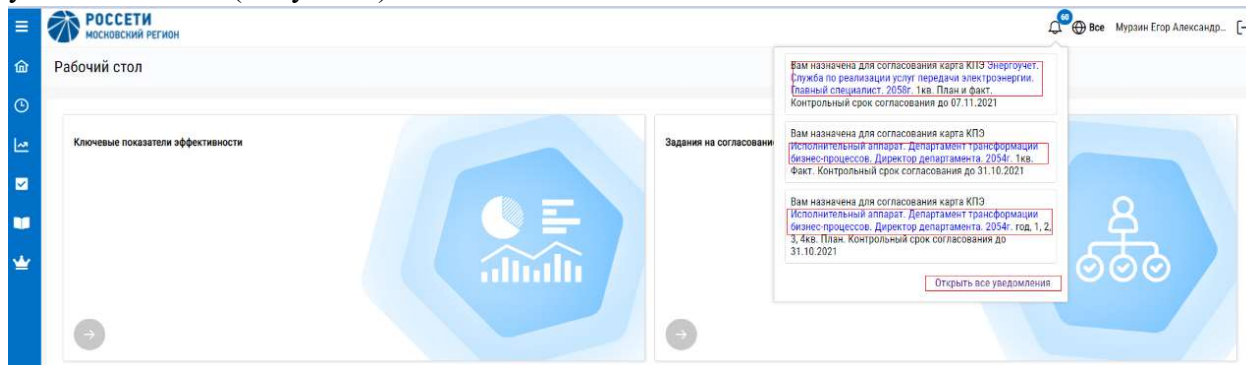 РОССЕТИ
МОСКОВСКИЙ РЕГИОН
60
Все Мурзин Егор Александр...
Рабочий стол
Ключевые показатели эффективности
Задания на согласовани
Вам назначена для согласования карта КПЭ Энергоучет.
Служба по реализации услуг передачи электроэнергии.
Главный специалист. 2058г. 1кв. План и факт.
Контрольный срок согласования до 07.11.2021
Вам назначена для согласования карта КПЭ
Исполнительный аппарат. Департамент трансформации
бизнес-процессов. Директор департамента. 2054г. 1кв.
Факт. Контрольный срок согласования до 31.10.2021
Вам назначена для согласования карта КПЭ
Исполнительный аппарат. Департамент трансформации
бизнес-процессов. Директор департамента. 2054г. год, 1, 2,
3, 4кв. План. Контрольный срок согласования до
31.10.2021
Открыть все уведомления